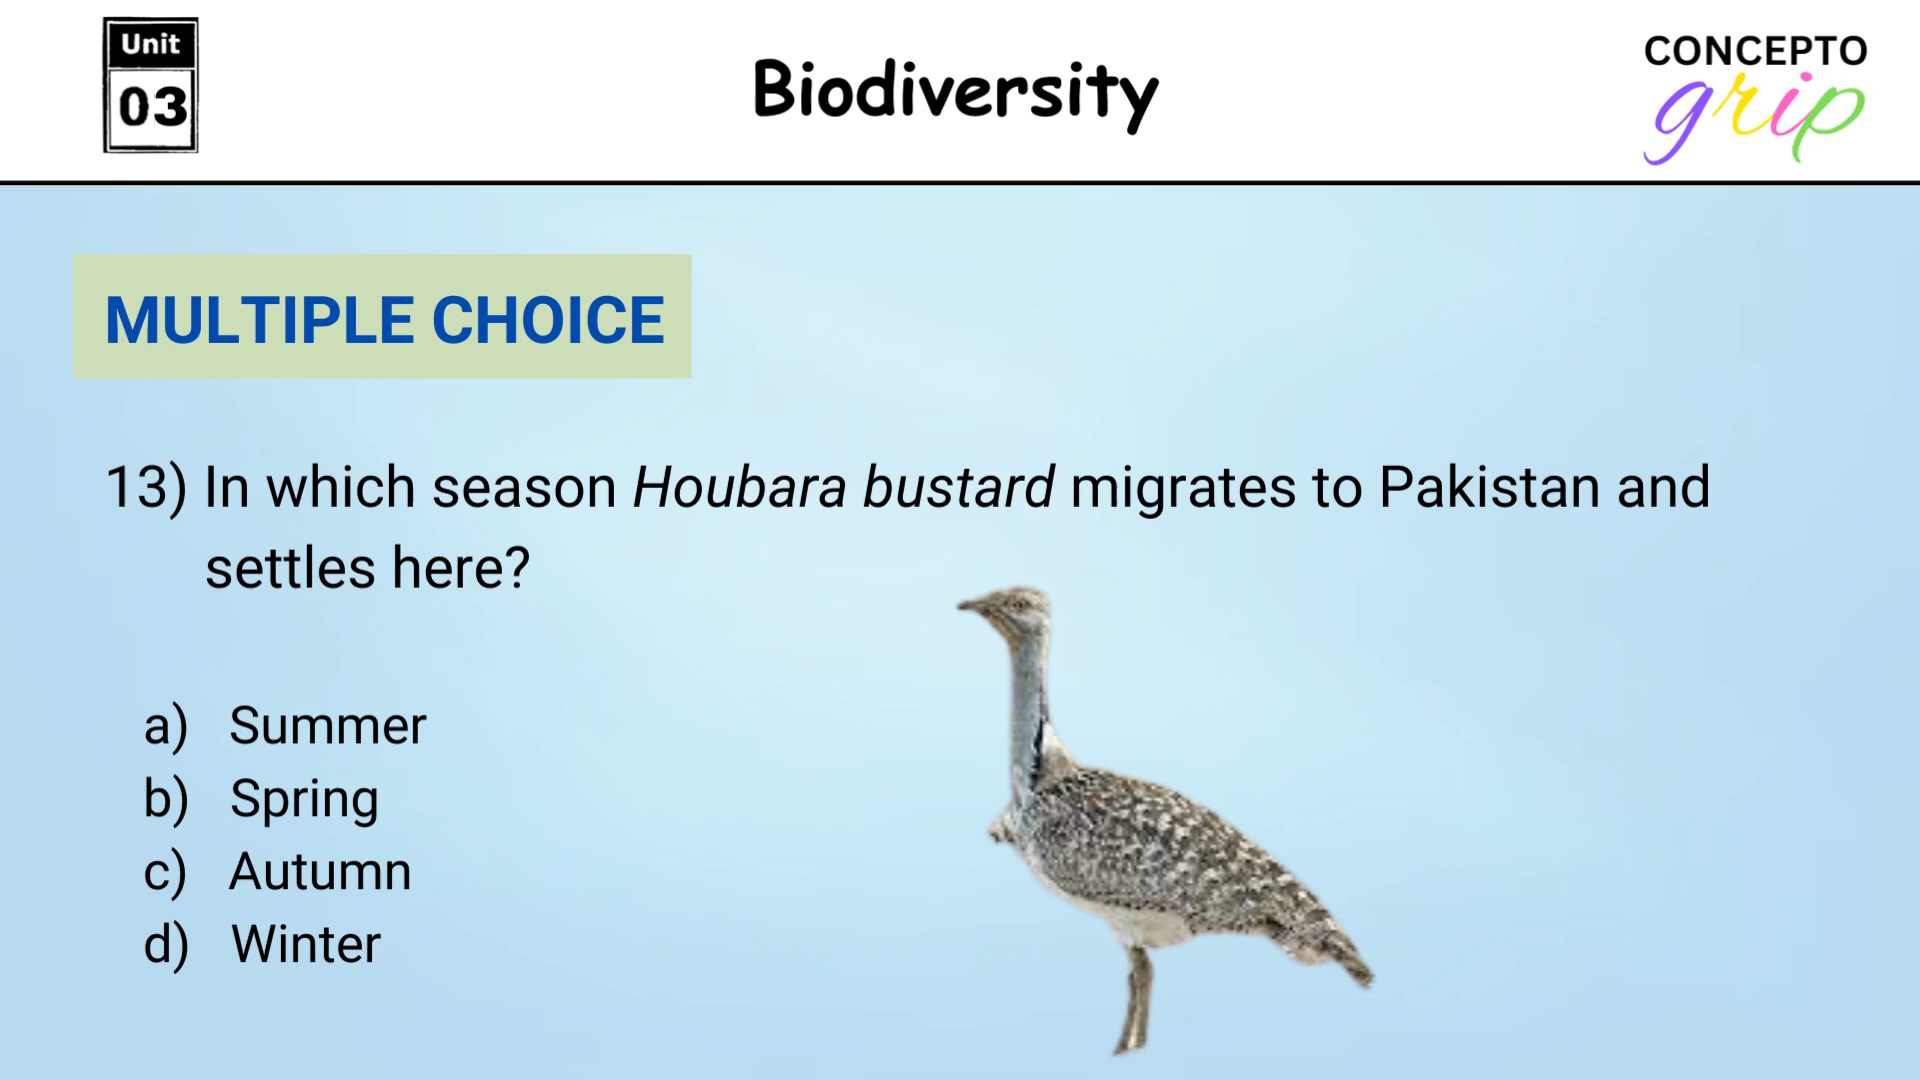 Unit
03
Biodiversity
CONCEPTO
grip
MULTIPLE CHOICE
13) In which season Houbara bustard migrates to Pakistan and
settles here?
a) Summer
b) Spring
c) Autumn
d) Winter